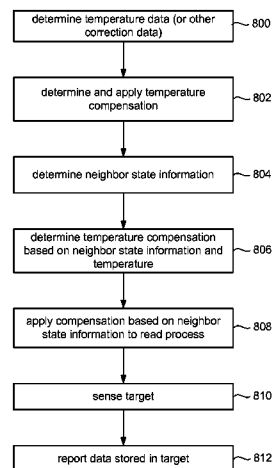 determine temperature data (or other
correction data)
800
determine and apply temperature
compensation
802
determine neighbor state information
804
determine temperature compensation
based on neighbor state information and
temperature
806
apply compensation based on neighbor
state information to read process
808
sense target
810
report data stored in target
812